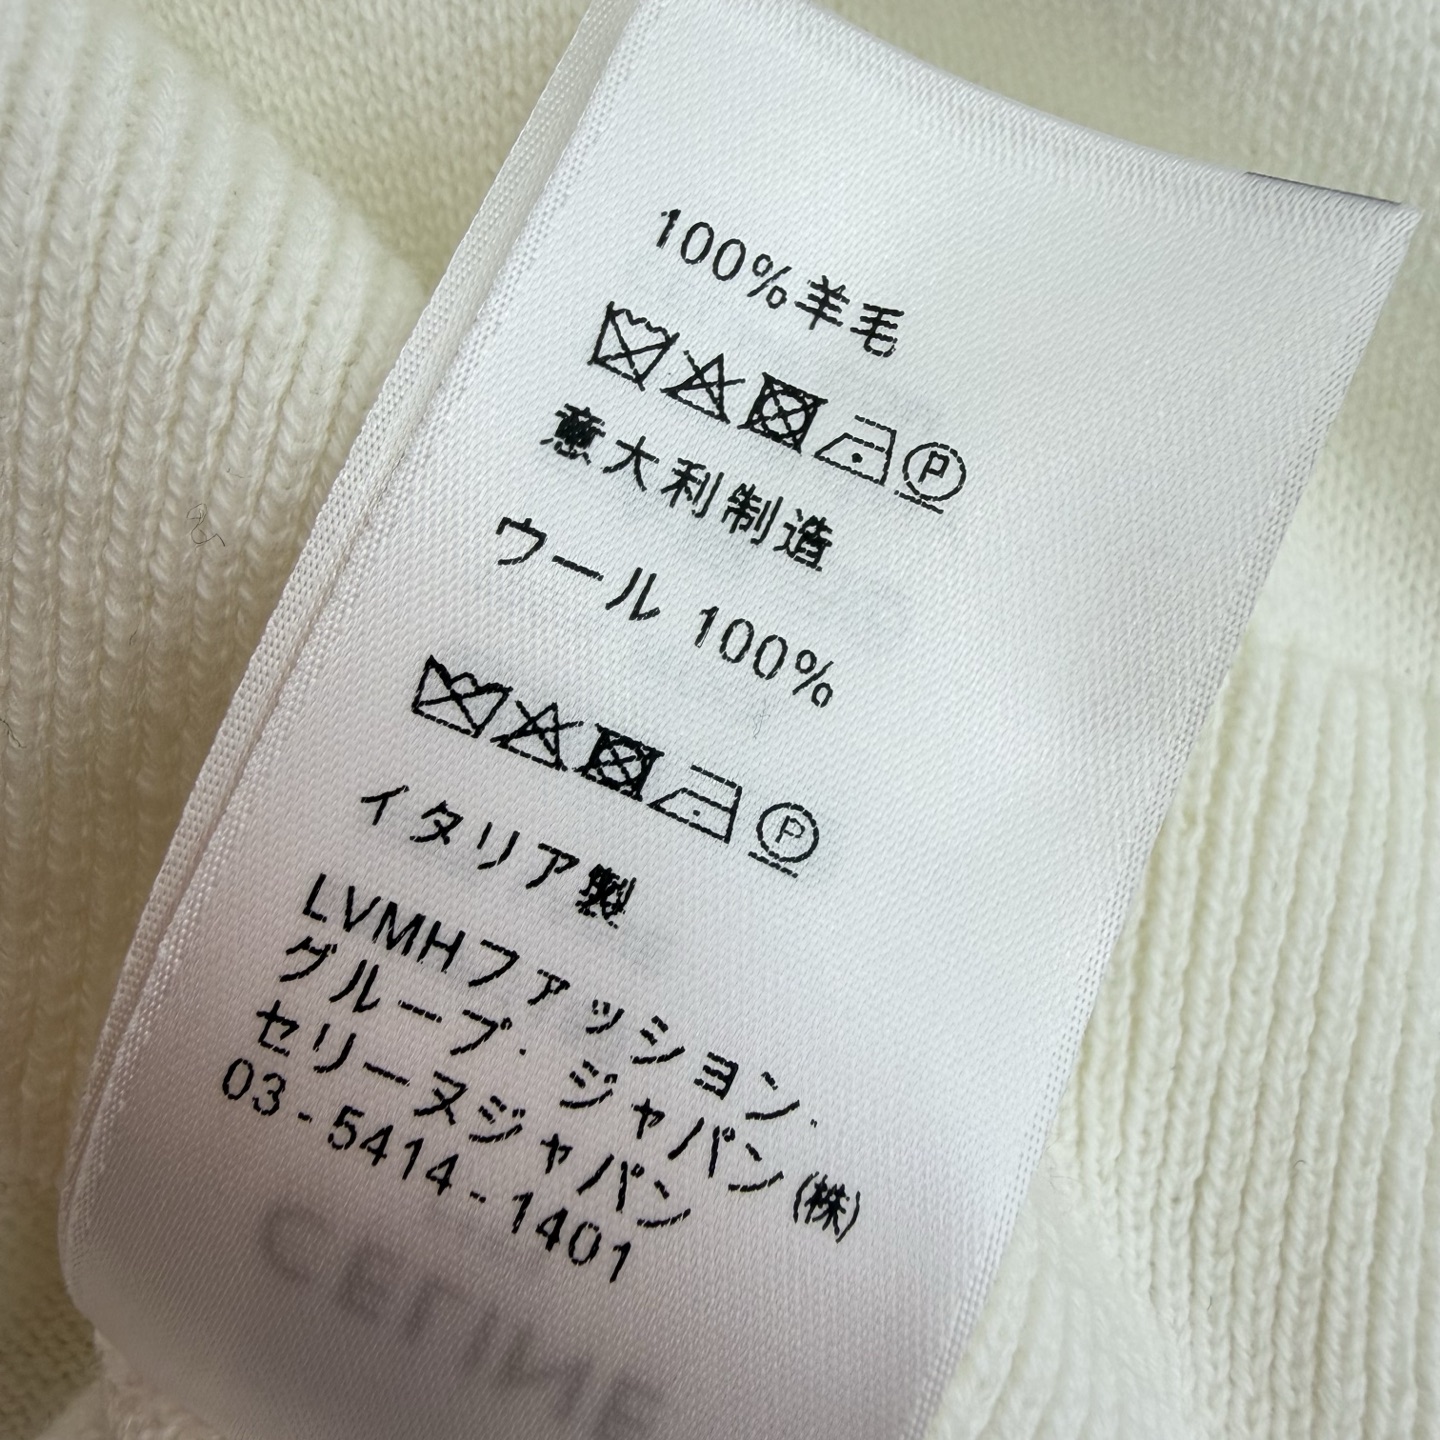 100%羊毛
P
意大利制造
ウール 100%
P
イタリア製
LVMHファッション.
グループ. ジャパン(株)
セリーヌジャパン
03-5414-1401